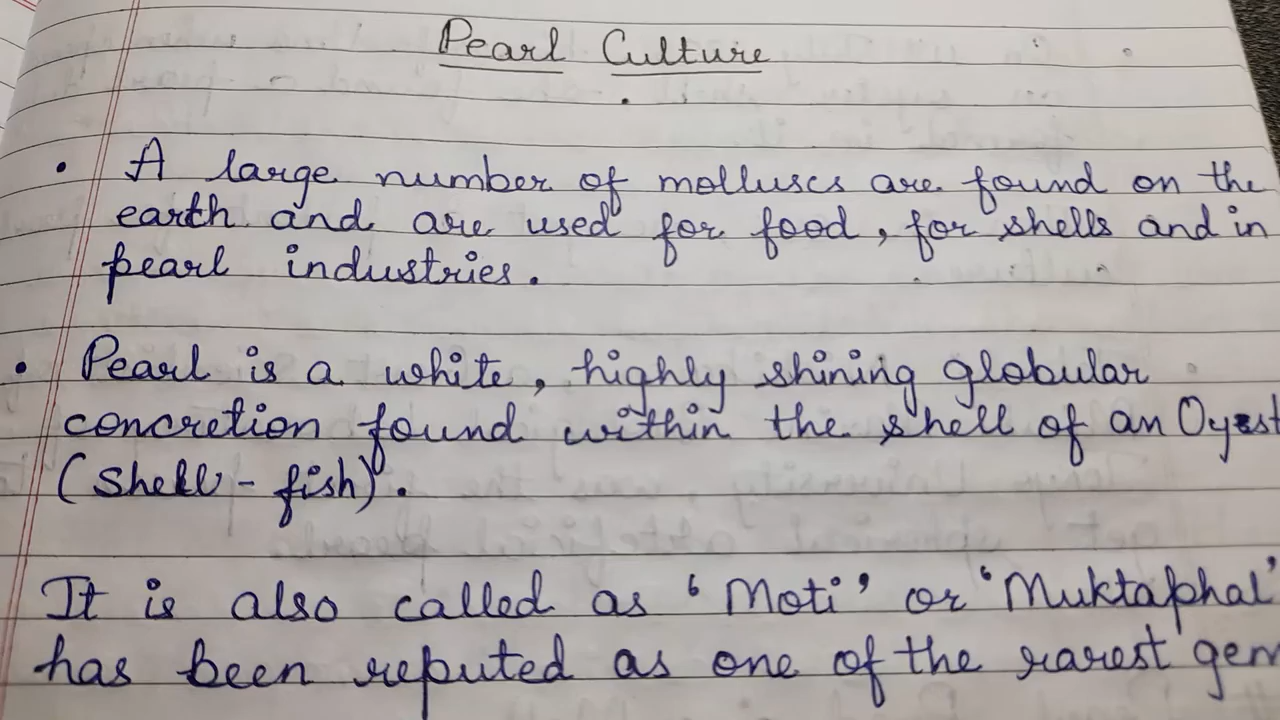 Pearl Culture
• A large number of molluscs are found on the
earth and are used for food, for shells and in
pearl industries.
• Pearl is a white, highly shining globular
concretion found within the shell of an Oyst
(Shell-fish).
It is also called as 'Moti' or 'Muktaphal'
has been reputed as one of the rarest gem